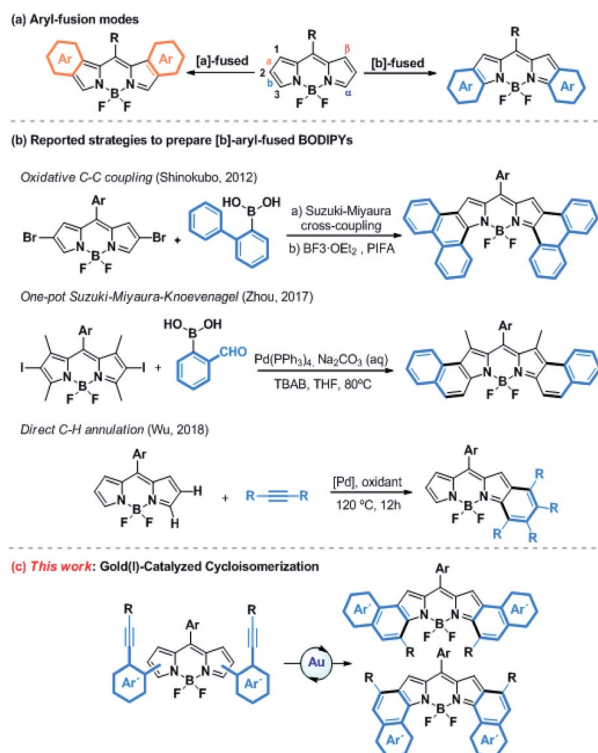 (a) Aryl-fusion modes
R R R
Ar Ar [a]-fused 1 β [b]-fused
a 2 b 3 α
N B N N B N N B N Ar Ar
F F F F F F
(b) Reported strategies to prepare [b]-aryl-fused BODIPYs
Oxidative C-C coupling (Shinokubo, 2012)
Ar HO OH B Ar
Br Br + a) Suzuki-Miyaura
cross-coupling
N B N b) BF3·OEt2 , PIFA N B N
F F F F
One-pot Suzuki-Miyaura-Knoevenagel (Zhou, 2017)
Ar HO OH B CHO Ar
I I + Pd(PPh3)4, Na2CO3 (aq)
N B N TBAB, THF, 80ºC N B N
F F F F
Direct C-H annulation (Wu, 2018)
Ar Ar R
H + R R [Pd], oxidant R
N B N 120 ºC, 12h N B N R
F F H F F R
(c) This work: Gold(I)-Catalyzed Cycloisomerization
R Ar R Ar
Ar´ Ar´
N B N N B N
Ar´ F F Ar´ Au R F F R
Ar
R R
N B N
Ar´ F F Ar´